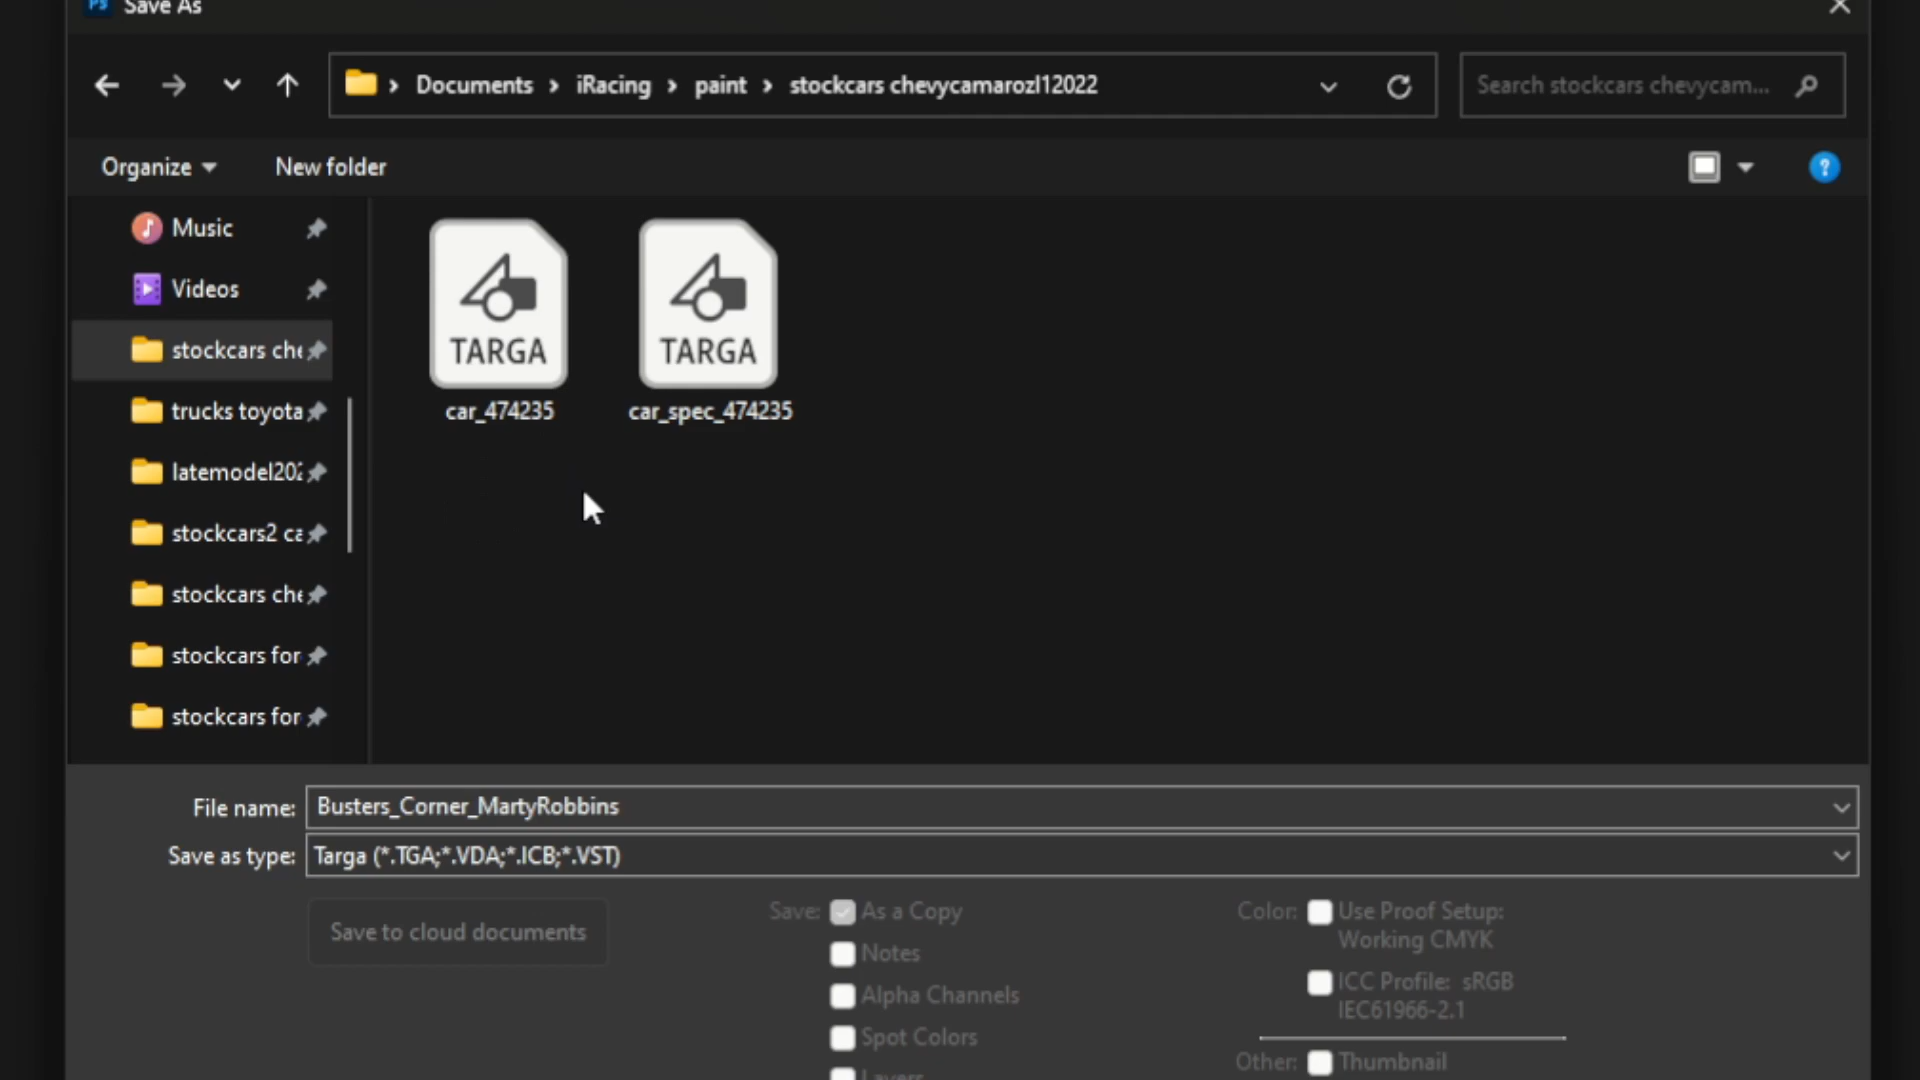 Ps Save As
Documents > iRacing > paint > stockcars chevycamarozl12022
Search stockcars chevycam...
Organize
New folder
?
Music
Videos
stockcars che
trucks toyota
latemodel202
stockcars2 ca
stockcars che
stockcars for
stockcars for
TARGA
car_474235
TARGA
car_spec_474235
File name: Busters_Corner_MartyRobbins
Save as type: Targa (*.TGA;*.VDA;*.ICB;*.VST)
Save to cloud documents
Save: As a Copy
Notes
Alpha Channels
Spot Colors
Layers
Color: Use Proof Setup:
Working CMYK
ICC Profile: sRGB
IEC61966-2.1
Other: Thumbnail